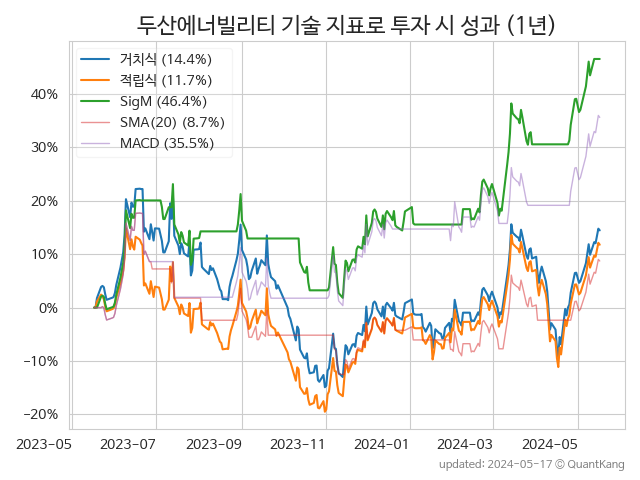 두산에너빌리티 기술 지표로 투자 시 성과 (1년)
거치식 (14.4%)
적립식 (11.7%)
SigM (46.4%)
SMA(20) (8.7%)
MACD (35.5%)
40%
30%
20%
10%
0%
−10%
−20%
2023-05 2023-07 2023-09 2023-11 2024-01 2024-03 2024-05
updated: 2024-05-17 © QuantKang